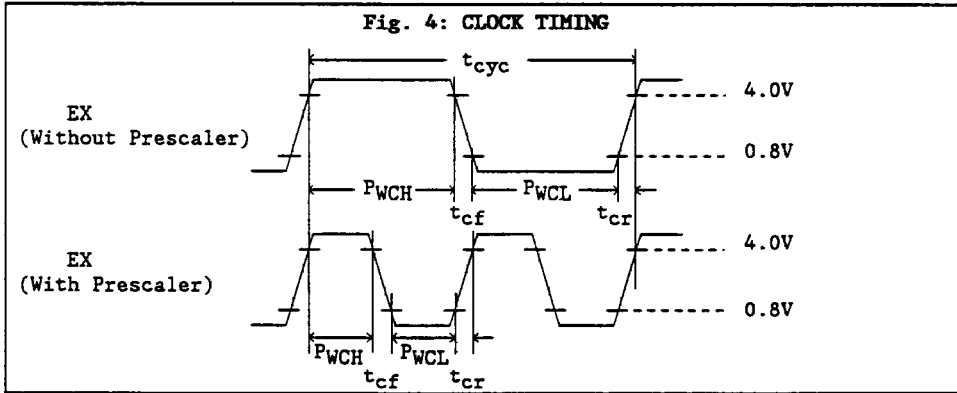 Fig. 4: CLOCK TIMING
tcyc
EX
(Without Prescaler)
4.0V
0.8V
PWCH
tcf
PWCL
tcr
EX
(With Prescaler)
4.0V
0.8V
PWCH
tcf
PWCL
tcr